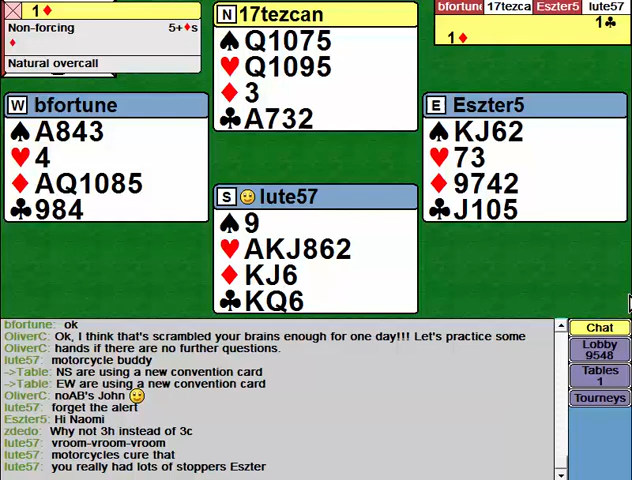 1♦
Non-forcing 5+♦s
♦
Natural overcall
N 17tezcan
♠Q1075
♥Q1095
♦3
♣A732
bfortune 17tezca Eszter5 lute57
1♣
1♦
W bfortune
♠A843
♥4
♦AQ1085
♣984
E Eszter5
♠KJ62
♥73
♦9742
♣J105
S lute57
♠9
♥AKJ862
♦KJ6
♣KQ6
bfortune: ok
OliverC: Ok, I think that's scrambled your brains enough for one day!!! Let's practice some
OliverC: hands if there are no further questions.
lute57: motorcycle buddy
->Table: NS are using a new convention card
->Table: EW are using a new convention card
OliverC: noAB's John
lute57: forget the alert
Eszter5: Hi Naomi
zdedo: Why not 3h instead of 3c
lute57: vroom-vroom-vroom
lute57: motorcycles cure that
lute57: you really had lots of stoppers Eszter
Chat
Lobby
9548
Tables
1
Tourneys